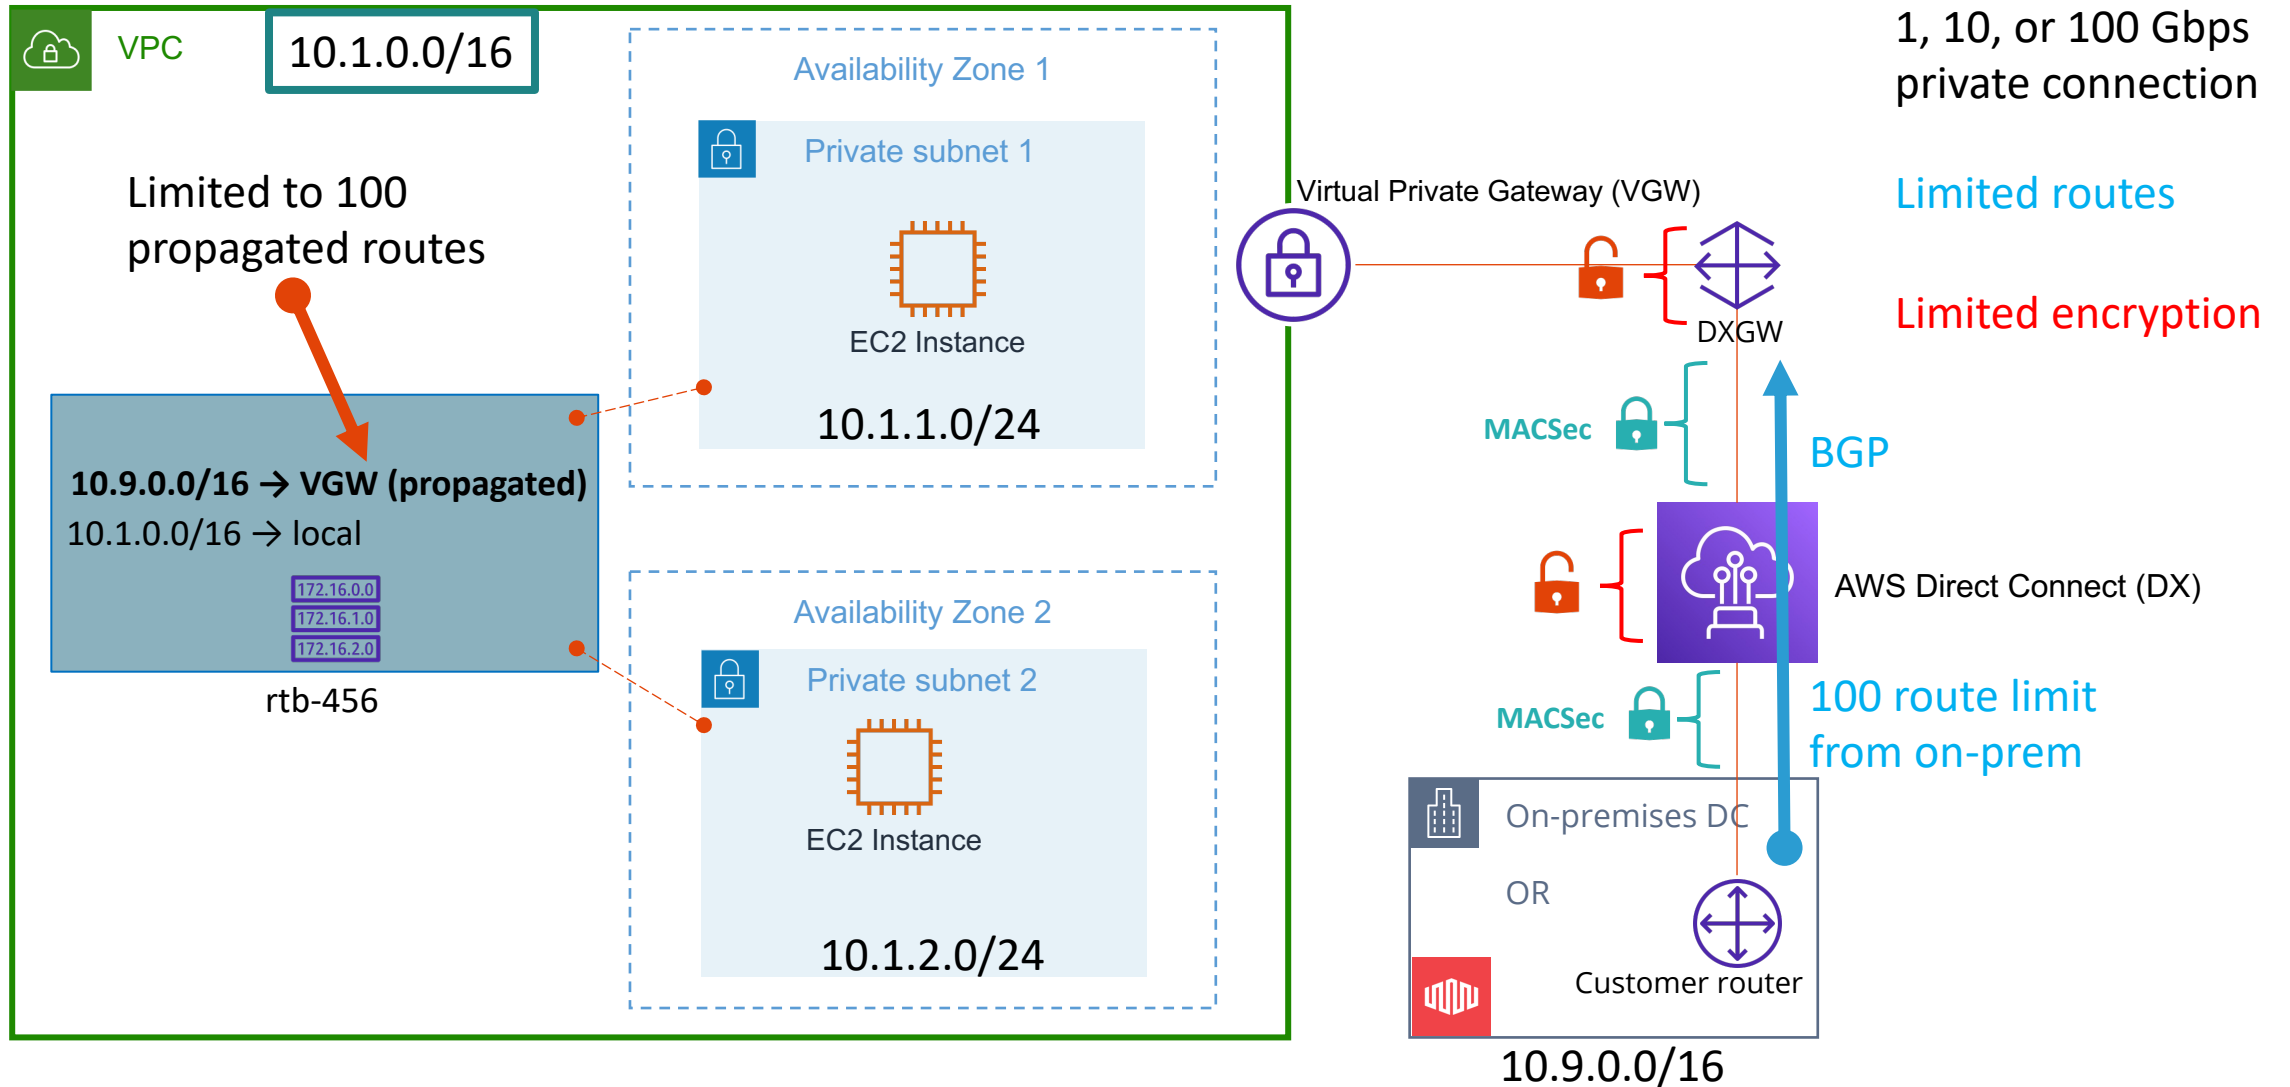 VPC
10.1.0.0/16
Limited to 100
propagated routes
10.9.0.0/16 → VGW (propagated)
10.1.0.0/16 → local
172.16.0.0
172.16.1.0
172.16.2.0
rtb-456
Availability Zone 1
Private subnet 1
EC2 Instance
10.1.1.0/24
Availability Zone 2
Private subnet 2
EC2 Instance
10.1.2.0/24
Virtual Private Gateway (VGW)
DXGW
MACSec
BGP
AWS Direct Connect (DX)
MACSec
100 route limit
from on-prem
On-premises DC
OR
Customer router
10.9.0.0/16
1, 10, or 100 Gbps
private connection
Limited routes
Limited encryption